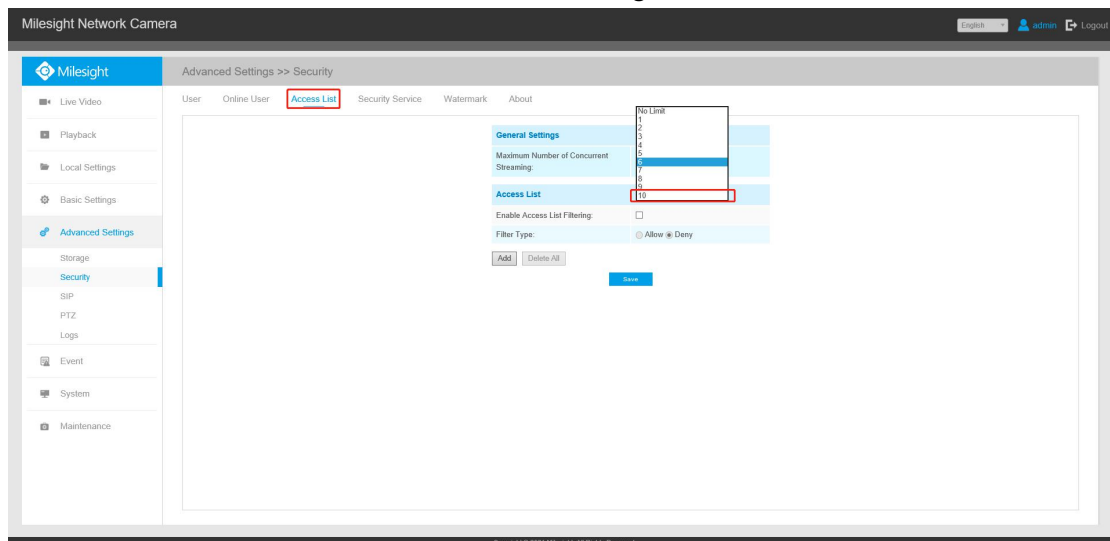 Milesight Network Camera
English
admin
Logout
Milesight
Advanced Settings >> Security
Live Video
Playback
Local Settings
Basic Settings
Advanced Settings
Storage
Security
SIP
PTZ
Logs
Event
System
Maintenance
User Online User Access List Security Service Watermark About
General Settings
Maximum Number of Concurrent
Streaming:
No Limit
1
2
3
4
5
6
7
8
9
10
Access List
Enable Access List Filtering:
Filter Type: Allow Deny
Add Delete All
Save